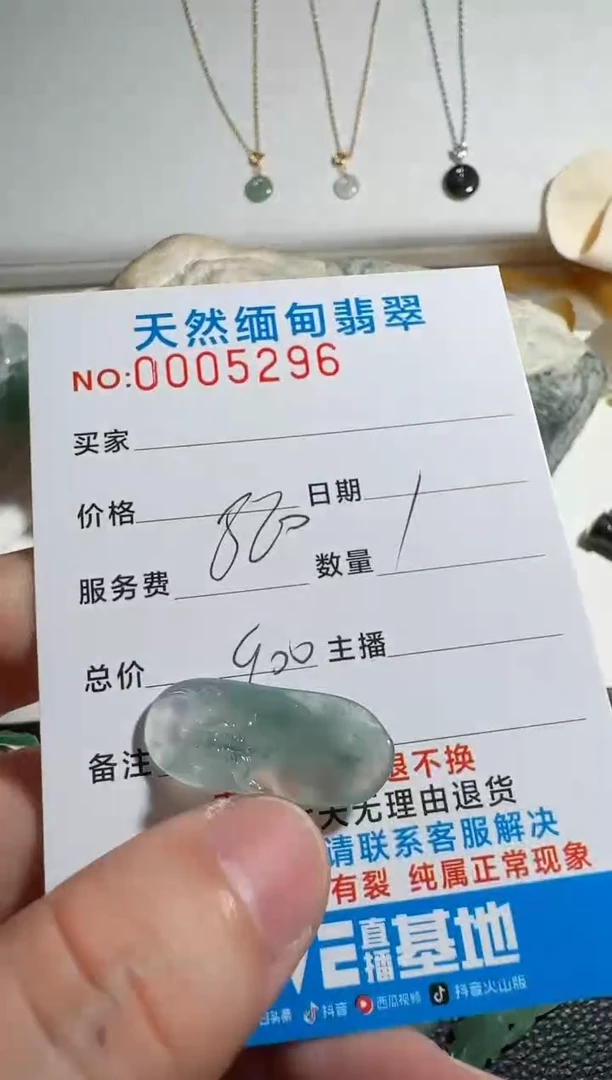 天然缅甸翡翠
NO:0005296
买家
价格 日期
880
服务费 数量 1
总价 900 主播
备注
退不换
天无理由退货
请联系客服解决
有裂 纯属正常现象
直播基地
头条 抖音 西瓜视频 抖音火山版